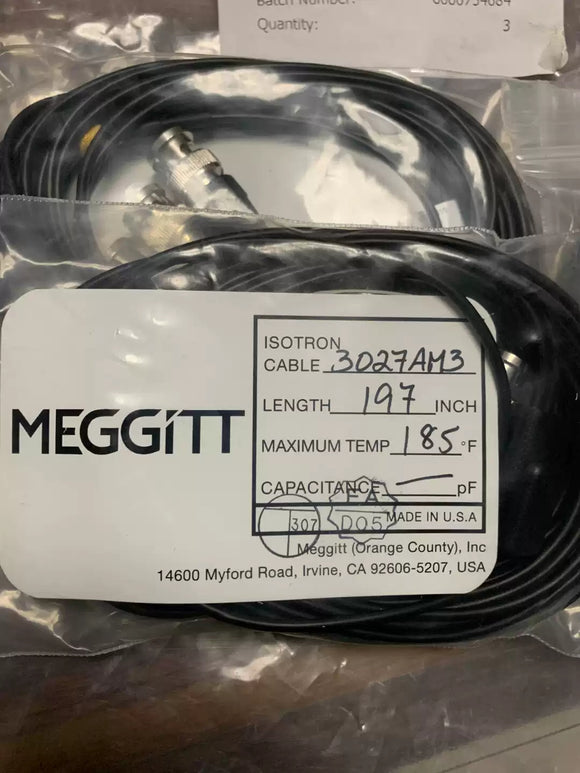 Quantity: 3
ISOTRON
CABLE 3027AM3
MEGGiTT
LENGTH 197 INCH
MAXIMUM TEMP 185 °F
CAPACITANCE — pF
EA
307
D05
MADE IN U.S.A
Meggitt (Orange County), Inc
14600 Myford Road, Irvine, CA 92606-5207, USA